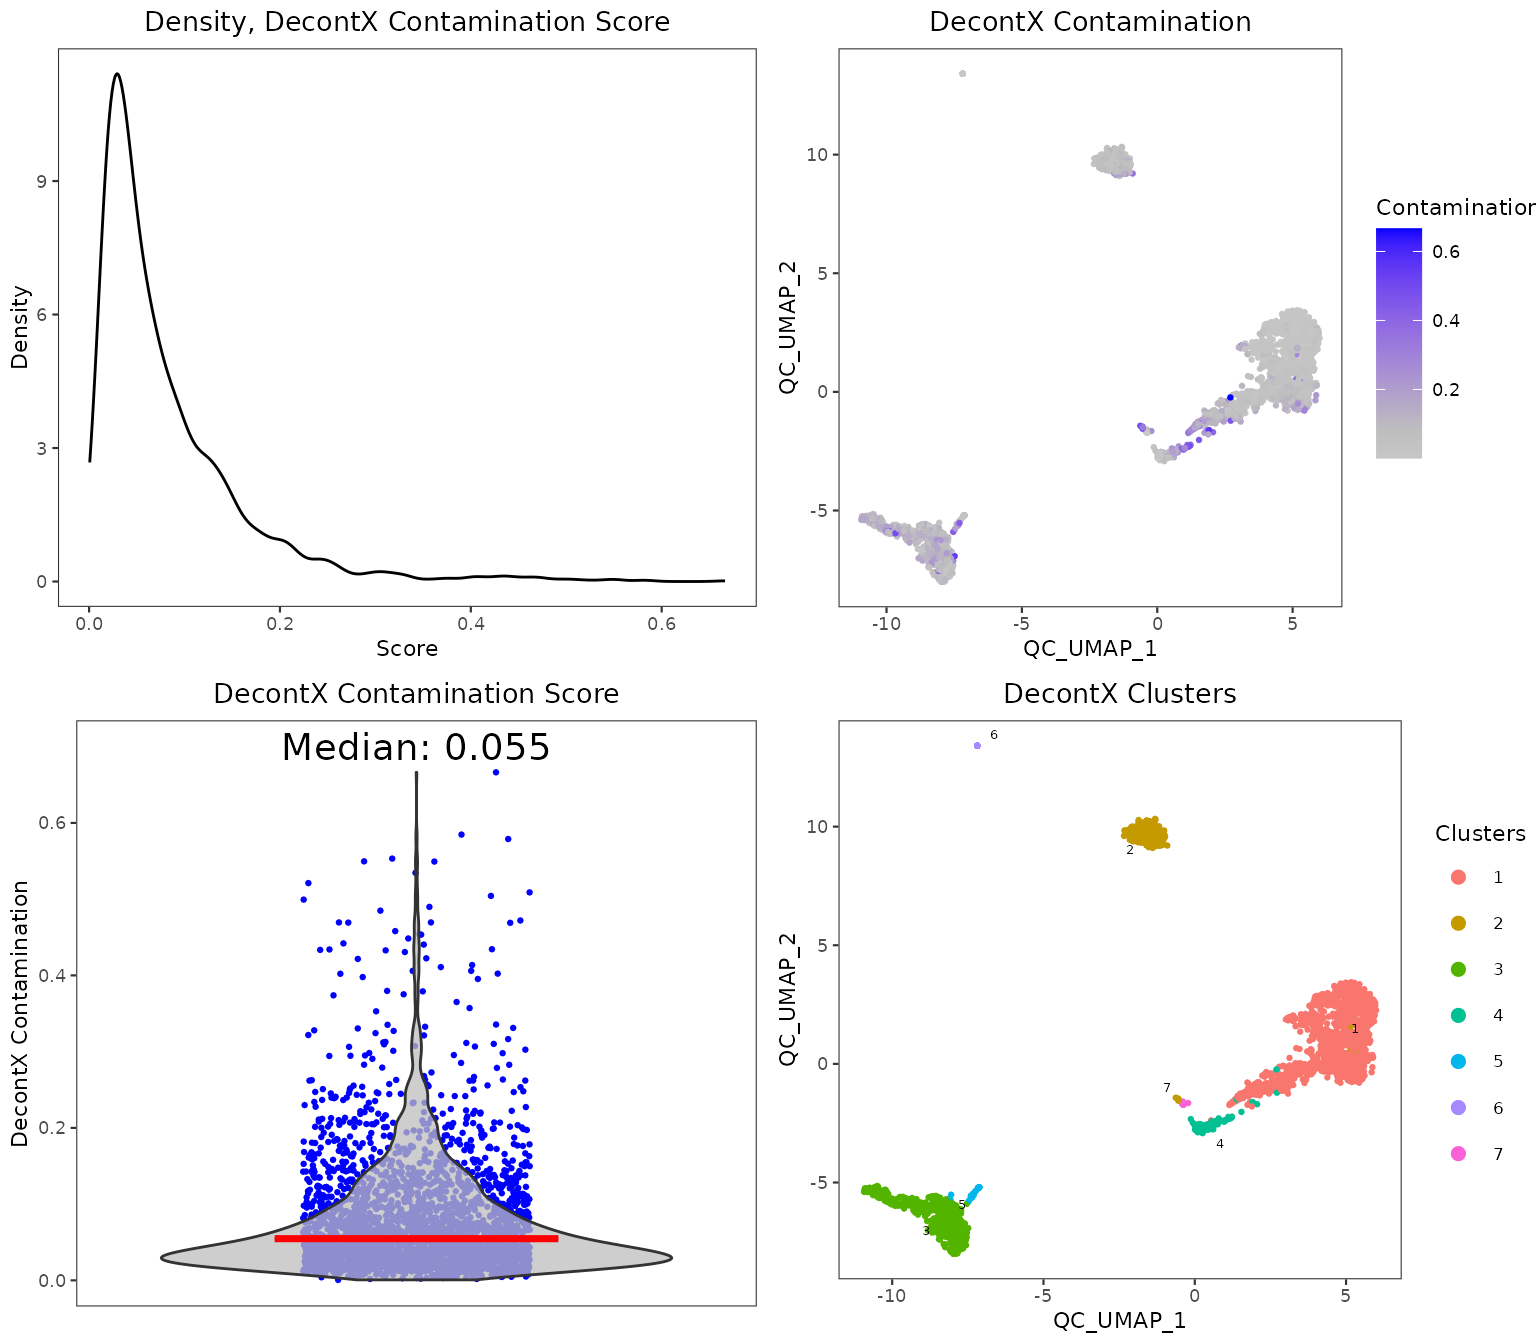 Density, DecontX Contamination Score
Density
9
6
3
0
0.0 0.2 0.4 0.6
Score
DecontX Contamination
QC_UMAP_2
10
5
0
-5
-10 -5 0 5
QC_UMAP_1
Contamination
0.6
0.4
0.2
DecontX Contamination Score
Median: 0.055
DecontX Contamination
0.6
0.4
0.2
0.0
DecontX Clusters
QC_UMAP_2
10
5
0
-5
6
2
1
7
4
5
3
-10 -5 0 5
QC_UMAP_1
Clusters
1
2
3
4
5
6
7